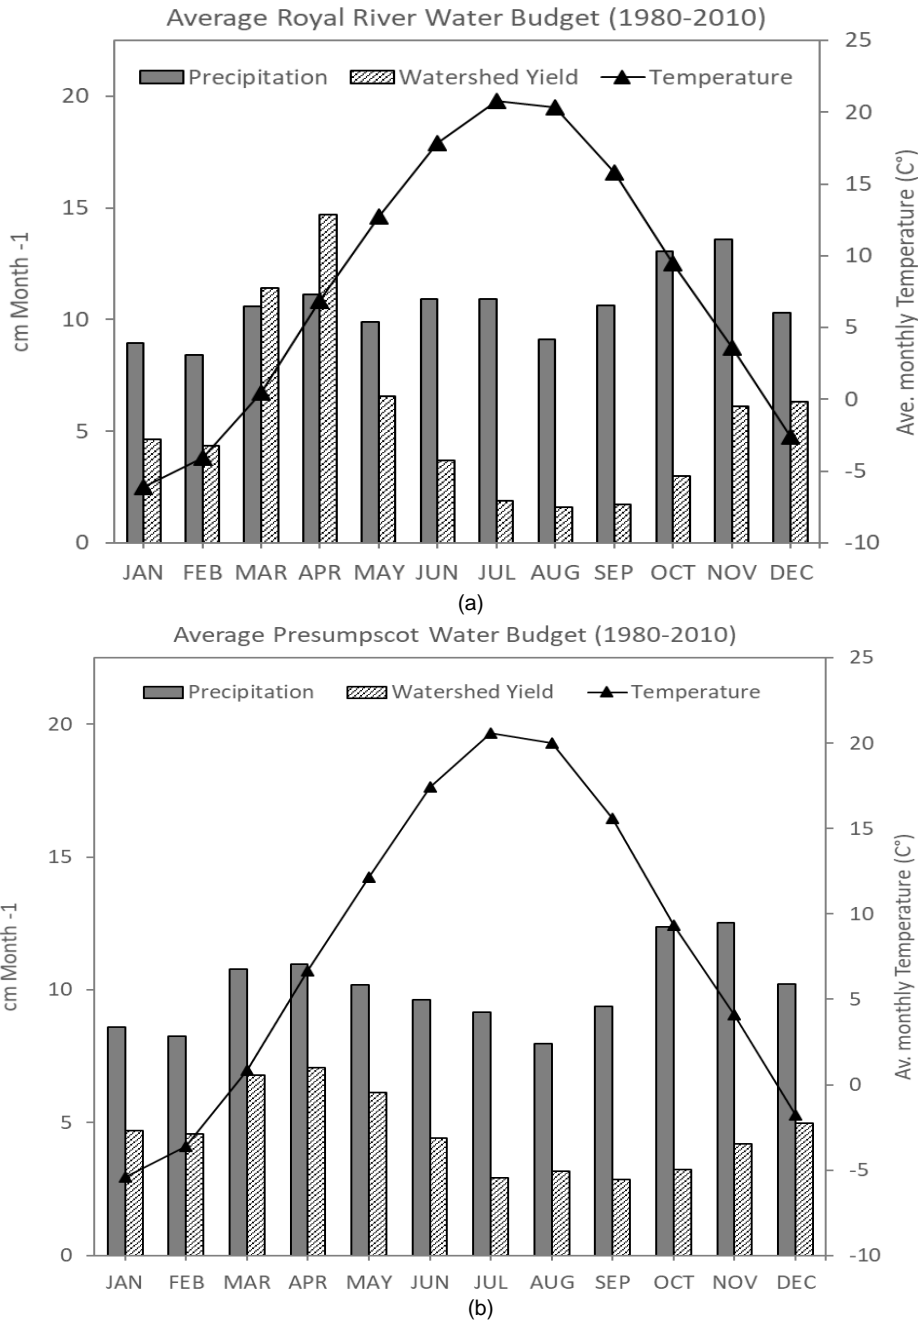 Average Royal River Water Budget (1980-2010)
Precipitation Watershed Yield Temperature
25
20
15
10
5
0
-5
-10
20
15
10
5
0
cm Month -1
Ave. monthly Temperature (C°)
JAN FEB MAR APR MAY JUN JUL AUG SEP OCT NOV DEC
(a)
Average Presumpscot Water Budget (1980-2010)
Precipitation Watershed Yield Temperature
25
20
15
10
5
0
-5
-10
20
15
10
5
0
cm Month -1
Av. monthly Temperature (C°)
JAN FEB MAR APR MAY JUN JUL AUG SEP OCT NOV DEC
(b)